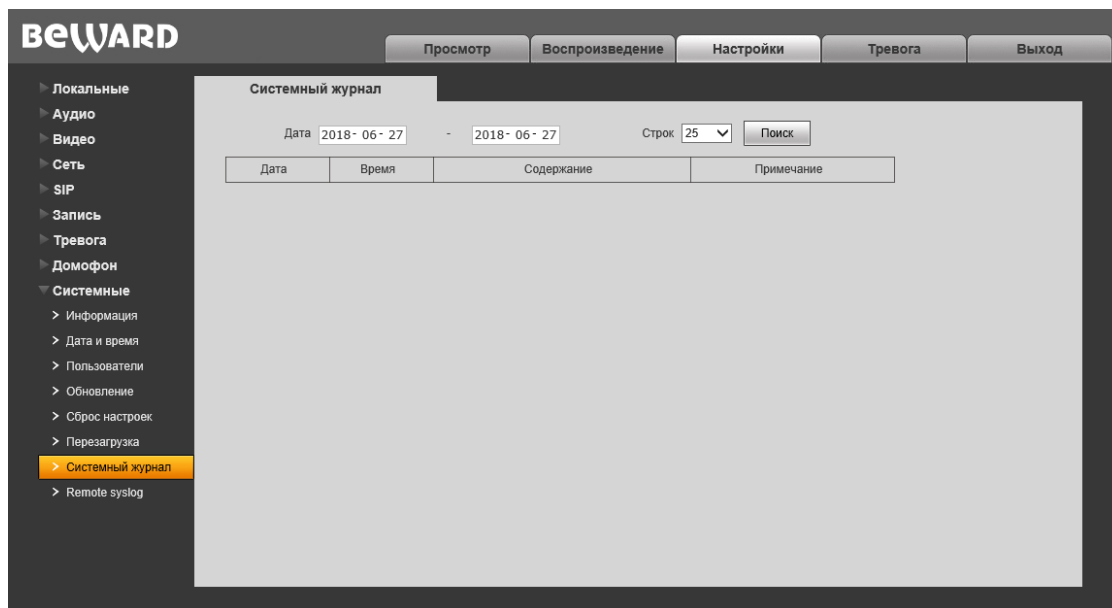 BEWARD
Просмотр Воспроизведение Настройки Тревога Выход
Локальные
Аудио
Видео
Сеть
SIP
Запись
Тревога
Домофон
Системные
Информация
Дата и время
Пользователи
Обновление
Сброс настроек
Перезагрузка
Системный журнал
Remote syslog
Системный журнал
Дата 2018- 06- 27 - 2018- 06- 27 Строк 25 Поиск
Дата Время Содержание Примечание